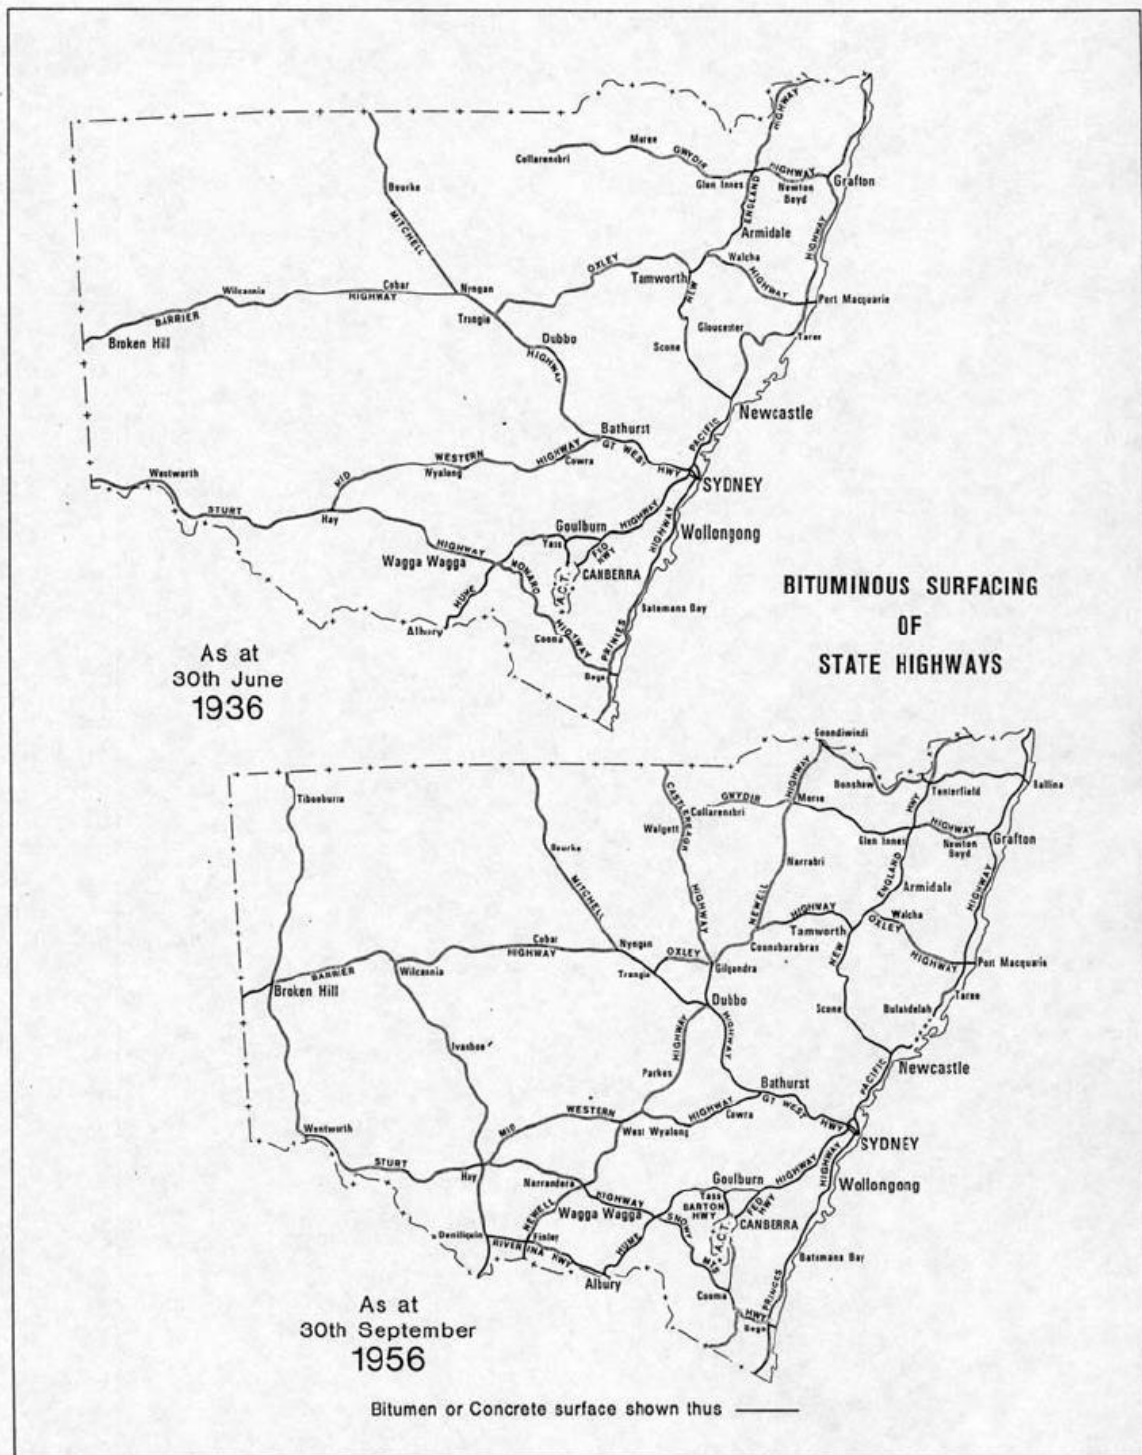 HIGHWAY
Moree
Collarenebri
GWYDIR
HIGHWAY
Glen Innes
Newton
Boyd
Grafton
Bourke
ENGLAND
MITCHELL
Armidale
HIGHWAY
OXLEY
Walcha
Tamworth
HIGHWAY
Wilcannia
Cobar
HIGHWAY
Nyngan
NEW
Port Macquarie
BARRIER
Trangie
Gloucester
Broken Hill
Dubbo
Scone
Taree
HIGHWAY
Newcastle
Bathurst
PACIFIC
WESTERN
HIGHWAY
GT WEST HWY
Wentworth
MID
Wyalong
Cowra
SYDNEY
STURT
Hay
Goulburn
HIGHWAY
HIGHWAY
Wollongong
HIGHWAY
Yass
FED
HWY
Wagga Wagga
MONARO
CANBERRA
HUME
A.C.T.
Batemans Bay
Albury
Cooma
HIGHWAY
PRINCES
Bega
BITUMINOUS SURFACING
OF
STATE HIGHWAYS
As at
30th June
1936
Goondiwindi
Tibooburra
CASTLEREAGH
HIGHWAY
Bonshaw
Tenterfield
Ballina
GWYDIR
Moree
Collarenebri
HWY
Walgett
HIGHWAY
Glen Innes
Newton
Boyd
Grafton
Bourke
Narrabri
ENGLAND
MITCHELL
Armidale
HIGHWAY
HIGHWAY
NEWELL
HIGHWAY
Walcha
Tamworth
OXLEY
Cobar
HIGHWAY
Nyngan
OXLEY
Coonabarabran
NEW
HIGHWAY
Port Macquarie
BARRIER
Wilcannia
Trangie
Gilgandra
Broken Hill
Dubbo
Scone
Bulahdelah
Taree
Ivanhoe
HIGHWAY
HIGHWAY
Parkes
Newcastle
Bathurst
PACIFIC
WESTERN
HIGHWAY
GT WEST HWY
MID
Cowra
Wentworth
West Wyalong
SYDNEY
STURT
Hay
Goulburn
HIGHWAY
HIGHWAY
Narrandera
Yass
Wollongong
HIGHWAY
BARTON
HWY
FED
HWY
NEWELL
Wagga Wagga
SNOWY
CANBERRA
Deniliquin
Finley
HUME
A.C.T.
RIVERINA HWY
MTS
Batemans Bay
Albury
Cooma
PRINCES
HWY
Bega
As at
30th September
1956
Bitumen or Concrete surface shown thus